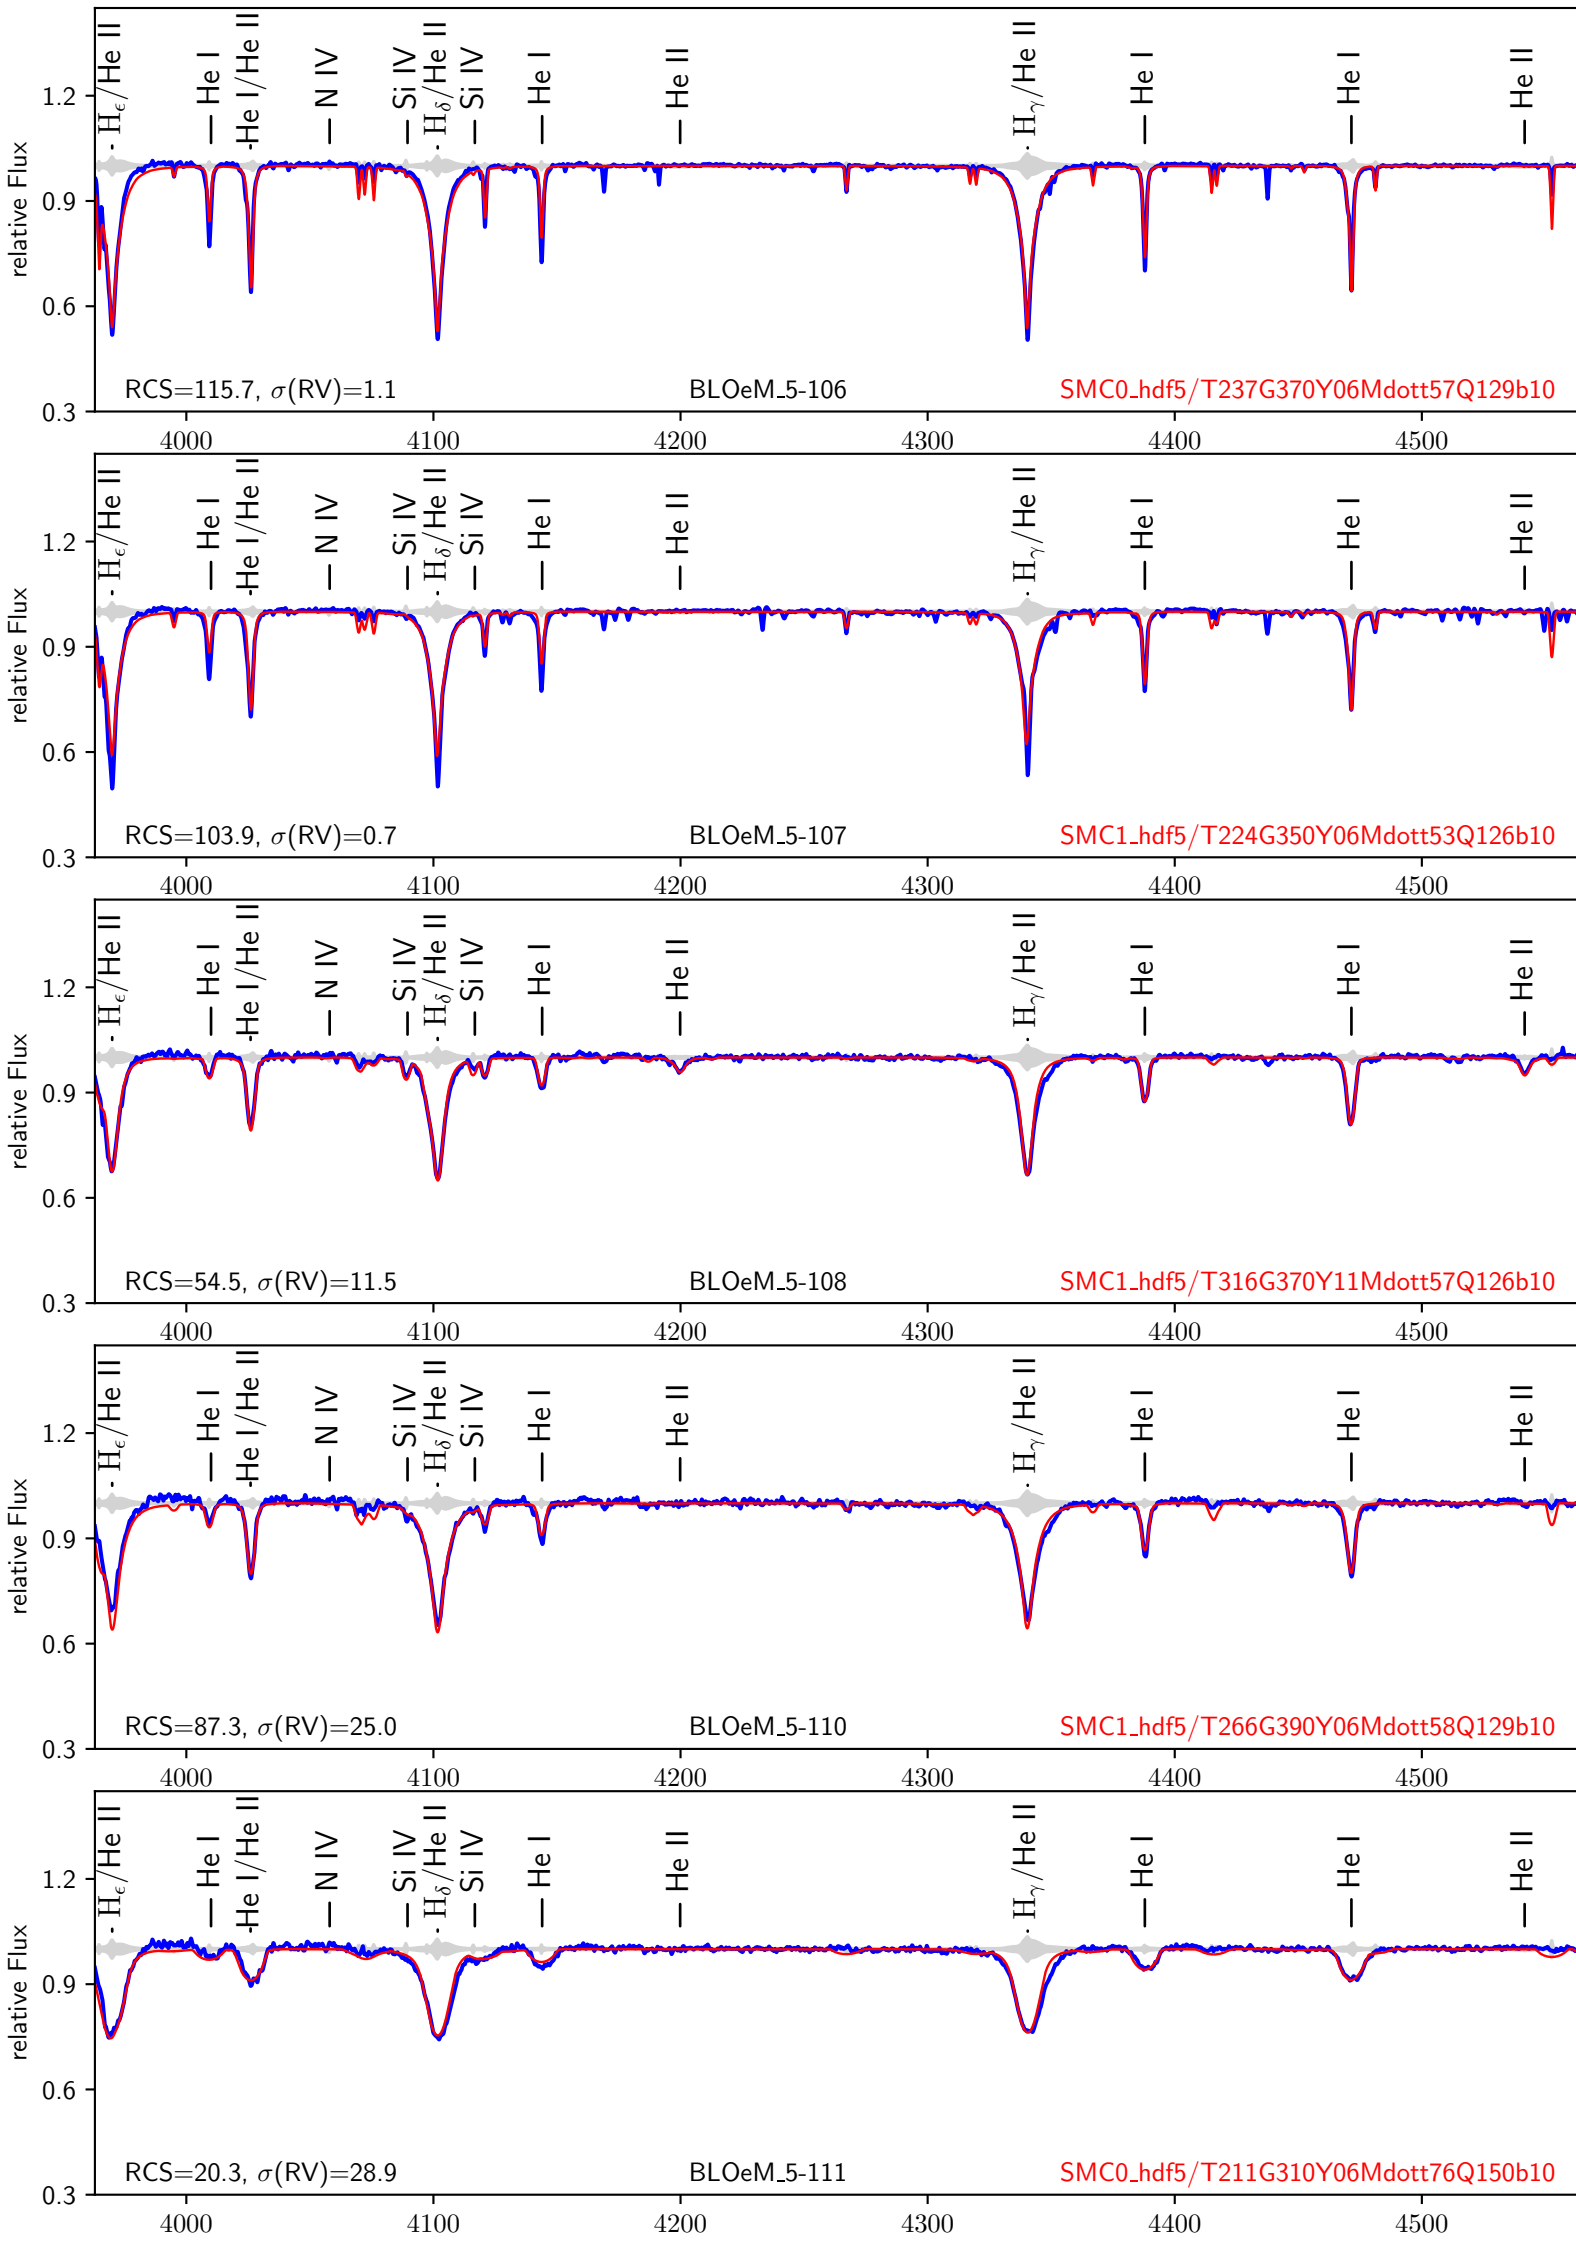 H_ε/He II He I He I/He II N IV Si IV H_δ/He II Si IV He I He II H_γ/He II He I He I He II
relative Flux
1.2
0.9
0.6
0.3
RCS=115.7, σ(RV)=1.1 BLOeM_5-106 SMC0_hdf5/T237G370Y06Mdott57Q129b10
4000 4100 4200 4300 4400 4500
H_ε/He II He I He I/He II N IV Si IV H_δ/He II Si IV He I He II H_γ/He II He I He I He II
relative Flux
1.2
0.9
0.6
0.3
RCS=103.9, σ(RV)=0.7 BLOeM_5-107 SMC1_hdf5/T224G350Y06Mdott53Q126b10
4000 4100 4200 4300 4400 4500
H_ε/He II He I He I/He II N IV Si IV H_δ/He II Si IV He I He II H_γ/He II He I He I He II
relative Flux
1.2
0.9
0.6
0.3
RCS=54.5, σ(RV)=11.5 BLOeM_5-108 SMC1_hdf5/T316G370Y11Mdott57Q126b10
4000 4100 4200 4300 4400 4500
H_ε/He II He I He I/He II N IV Si IV H_δ/He II Si IV He I He II H_γ/He II He I He I He II
relative Flux
1.2
0.9
0.6
0.3
RCS=87.3, σ(RV)=25.0 BLOeM_5-110 SMC1_hdf5/T266G390Y06Mdott58Q129b10
4000 4100 4200 4300 4400 4500
H_ε/He II He I He I/He II N IV Si IV H_δ/He II Si IV He I He II H_γ/He II He I He I He II
relative Flux
1.2
0.9
0.6
0.3
RCS=20.3, σ(RV)=28.9 BLOeM_5-111 SMC0_hdf5/T211G310Y06Mdott76Q150b10
4000 4100 4200 4300 4400 4500